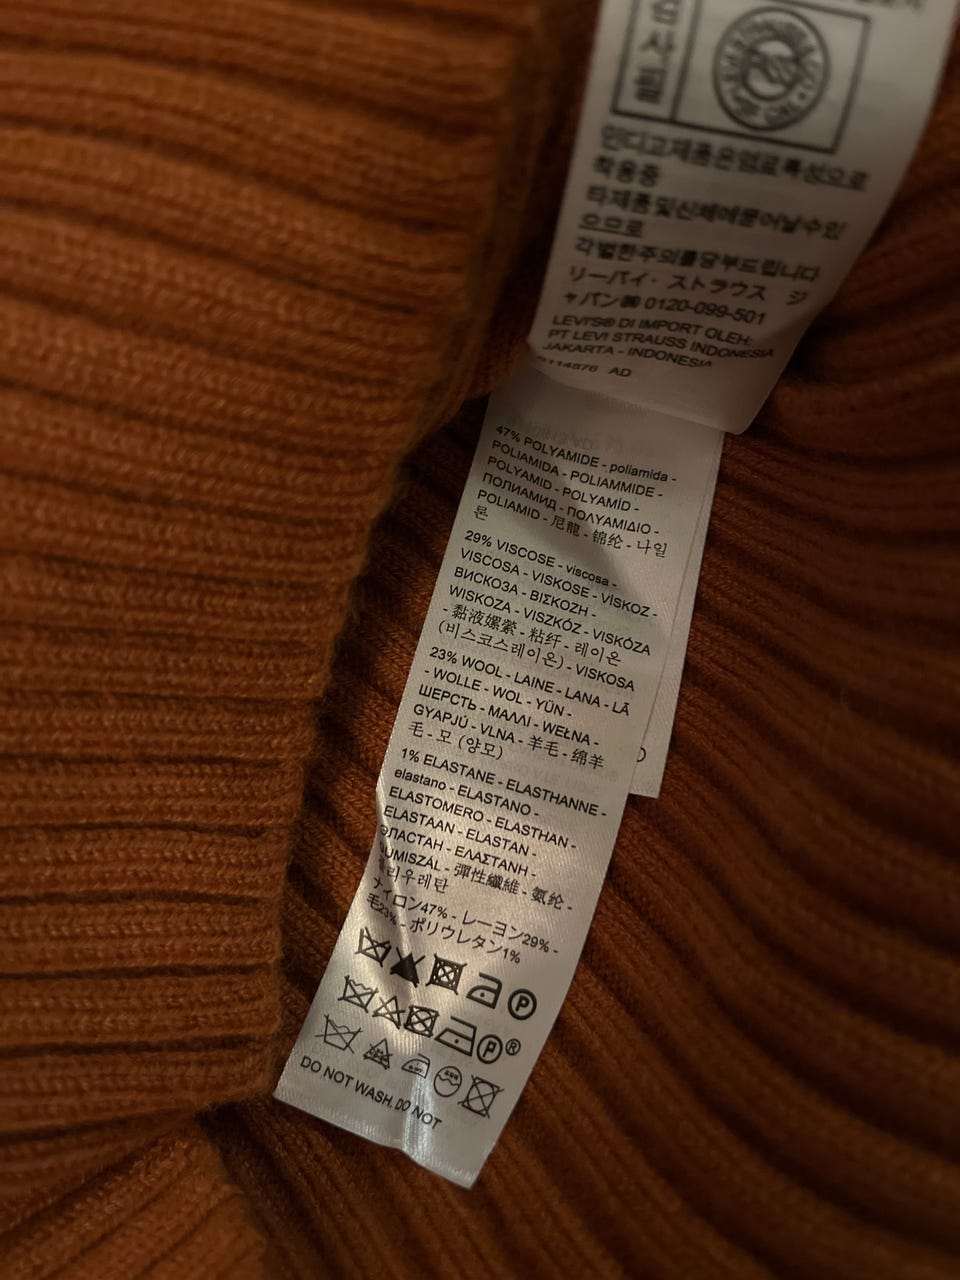 인디고제품은염료특성으로
착용중
타제품및신체에묻어날수있
으므로
각별한주의를당부드립니다
リーバイ・ストラウス ジ
ャパン㈱ 0120-099-501
LEVI'S® DI IMPORT OLEH:
PT LEVI STRAUSS INDONESIA
JAKARTA - INDONESIA
AD
47% POLYAMIDE - poliamida -
POLIAMIDA - POLIAMMIDE -
POLYAMID - POLYAMİD -
ПОЛИАМИД - ΠΟΛΥΑΜΙΔΙΟ -
POLIAMID - 尼龍 - 锦纶 - 나일
론
29% VISCOSE - viscosa -
VISCOSA - VISKOSE - VİSKOZ -
ВИСКОЗА - ΒΙΣΚΟΖΗ -
WISKOZA - VISZKÓZ - VISKÓZA
- 黏液嫘縈 - 粘纤 - 레이온
(비스코스레이온) - VISKOSA
23% WOOL - LAINE - LANA - LÃ
- WOLLE - WOL - YÜN -
ШЕРСТЬ - ΜΑΛΛΙ - WEŁNA -
GYAPJÚ - VLNA - 羊毛 - 绵羊
毛 - 모 (양모)
1% ELASTANE - ELASTHANNE -
elastano - ELASTANO -
ELASTOMERO - ELASTHAN -
ELASTAAN - ELASTAN -
ЭЛАСТАН - ΕΛΑΣΤΑΝΗ -
GUMISZÁL - 彈性纖維 - 氨纶 -
폴리우레탄
ナイロン47% - レーヨン29% -
毛23% - ポリウレタン1%
P
P ®
DO NOT WASH, DO NOT